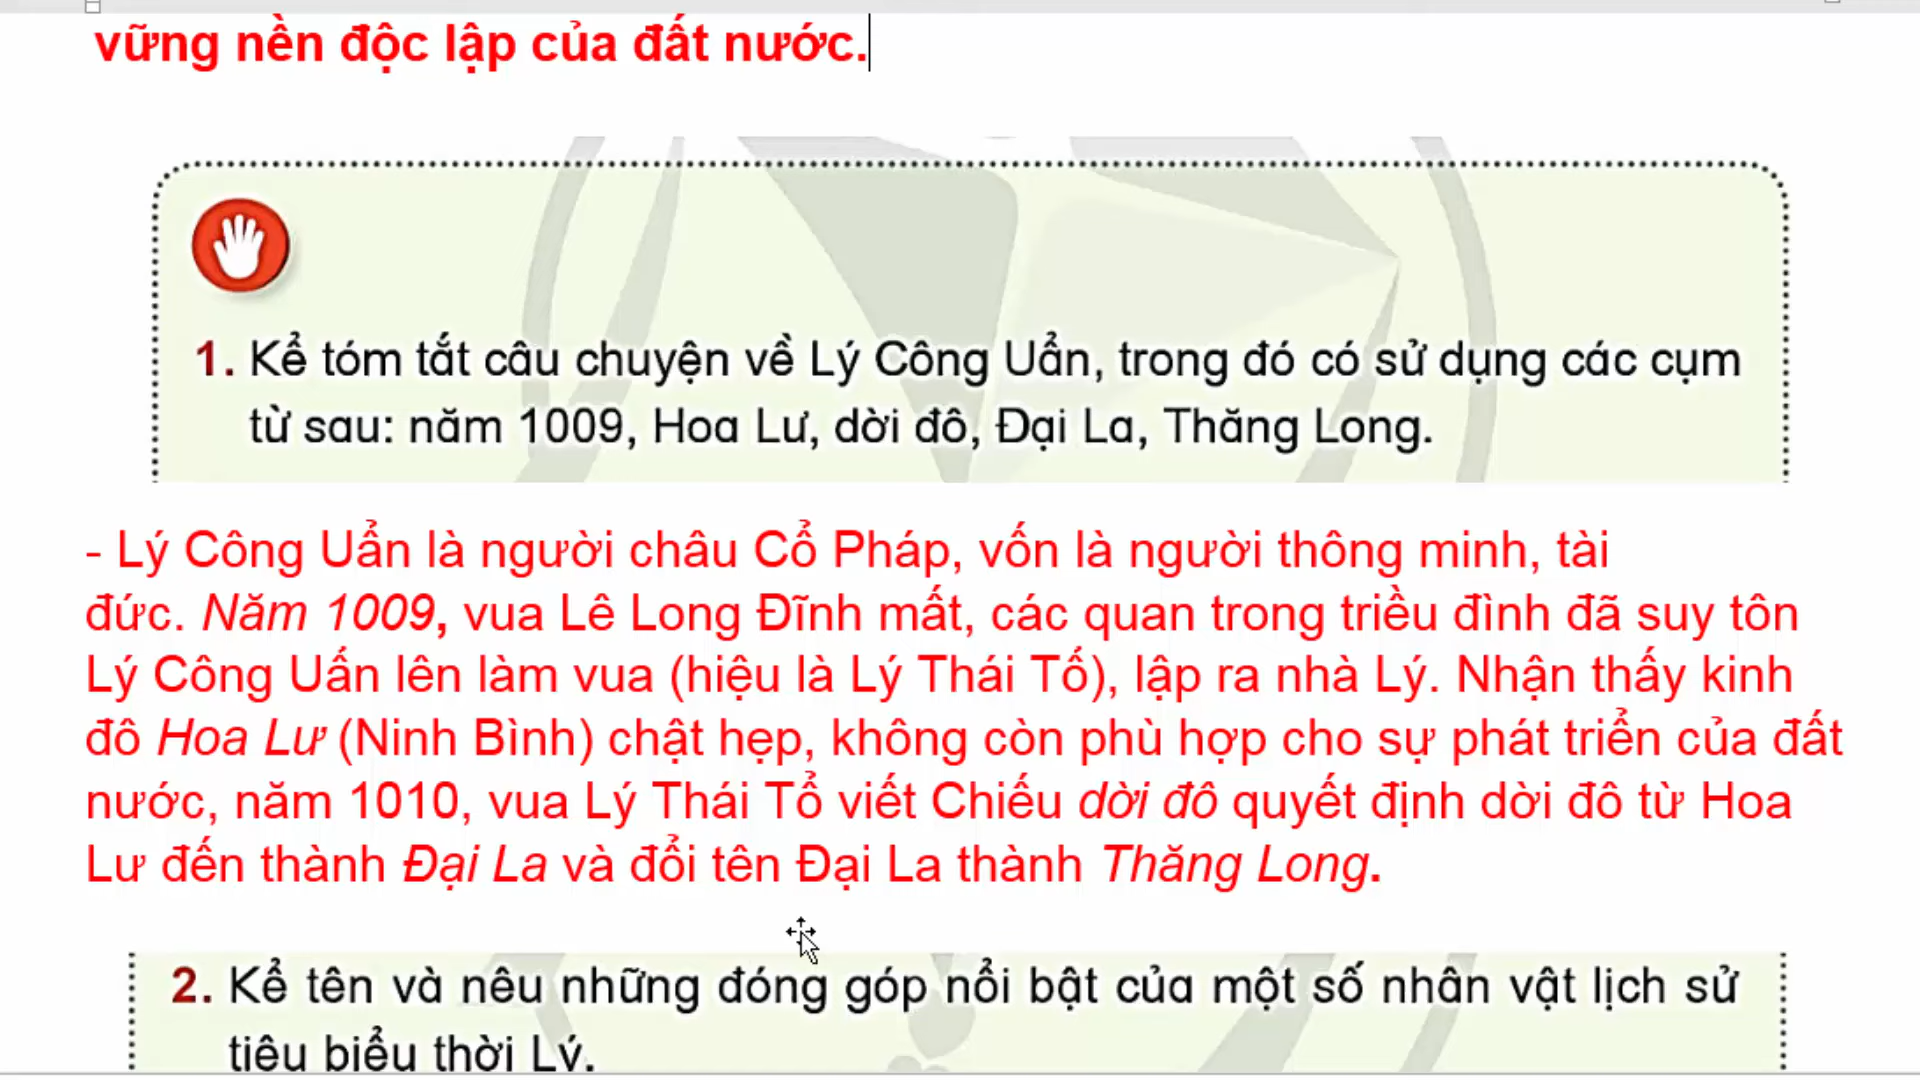 vững nền độc lập của đất nước.
1. Kể tóm tắt câu chuyện về Lý Công Uẩn, trong đó có sử dụng các cụm
từ sau: năm 1009, Hoa Lư, dời đô, Đại La, Thăng Long.
- Lý Công Uẩn là người châu Cổ Pháp, vốn là người thông minh, tài
đức. Năm 1009, vua Lê Long Đĩnh mất, các quan trong triều đình đã suy tôn
Lý Công Uấn lên làm vua (hiệu là Lý Thái Tổ), lập ra nhà Lý. Nhận thấy kinh
đô Hoa Lư (Ninh Bình) chật hẹp, không còn phù hợp cho sự phát triển của đất
nước, năm 1010, vua Lý Thái Tổ viết Chiếu dời đô quyết định dời đô từ Hoa
Lư đến thành Đại La và đổi tên Đại La thành Thăng Long.
2. Kể tên và nêu những đóng góp nổi bật của một số nhân vật lịch sử
tiêu biểu thời Lý.